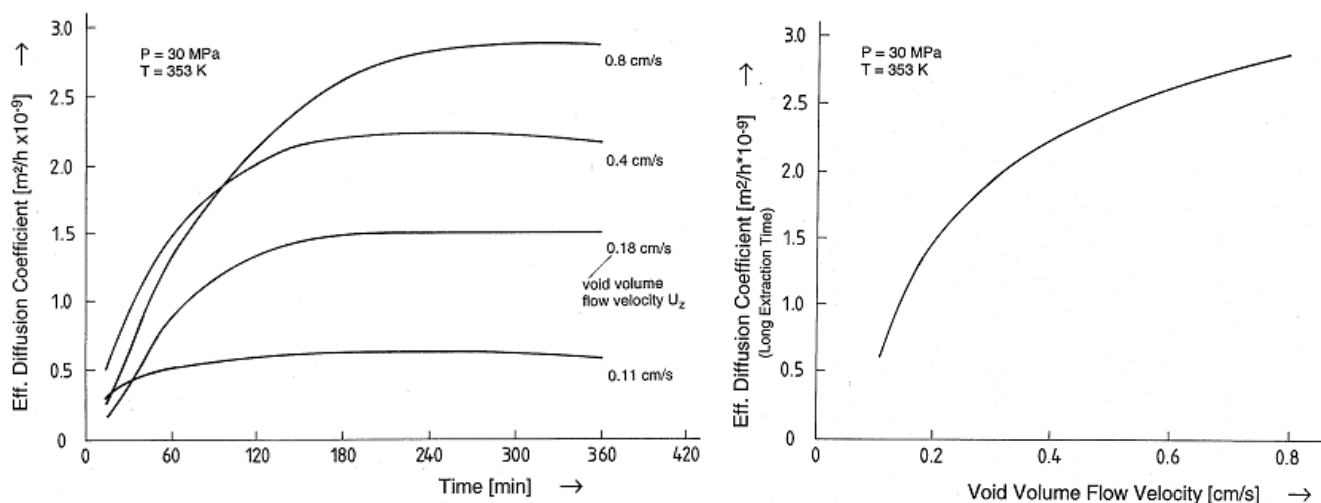 Eff. Diffusion Coefficient [m²/h x10⁻⁹] →
3.0
2.5
2.0
1.5
1.0
0.5
0
P = 30 MPa
T = 353 K
0.8 cm/s
0.4 cm/s
0.18 cm/s
void volume
flow velocity U_z
0.11 cm/s
0 60 120 180 240 300 360 420
Time [min] →
Eff. Diffusion Coefficient [m²/h*10⁻⁹] →
(Long Extraction Time)
3.0
2.5
2.0
1.5
1.0
0.5
0
P = 30 MPa
T = 353 K
0 0.2 0.4 0.6 0.8
Void Volume Flow Velocity [cm/s] →